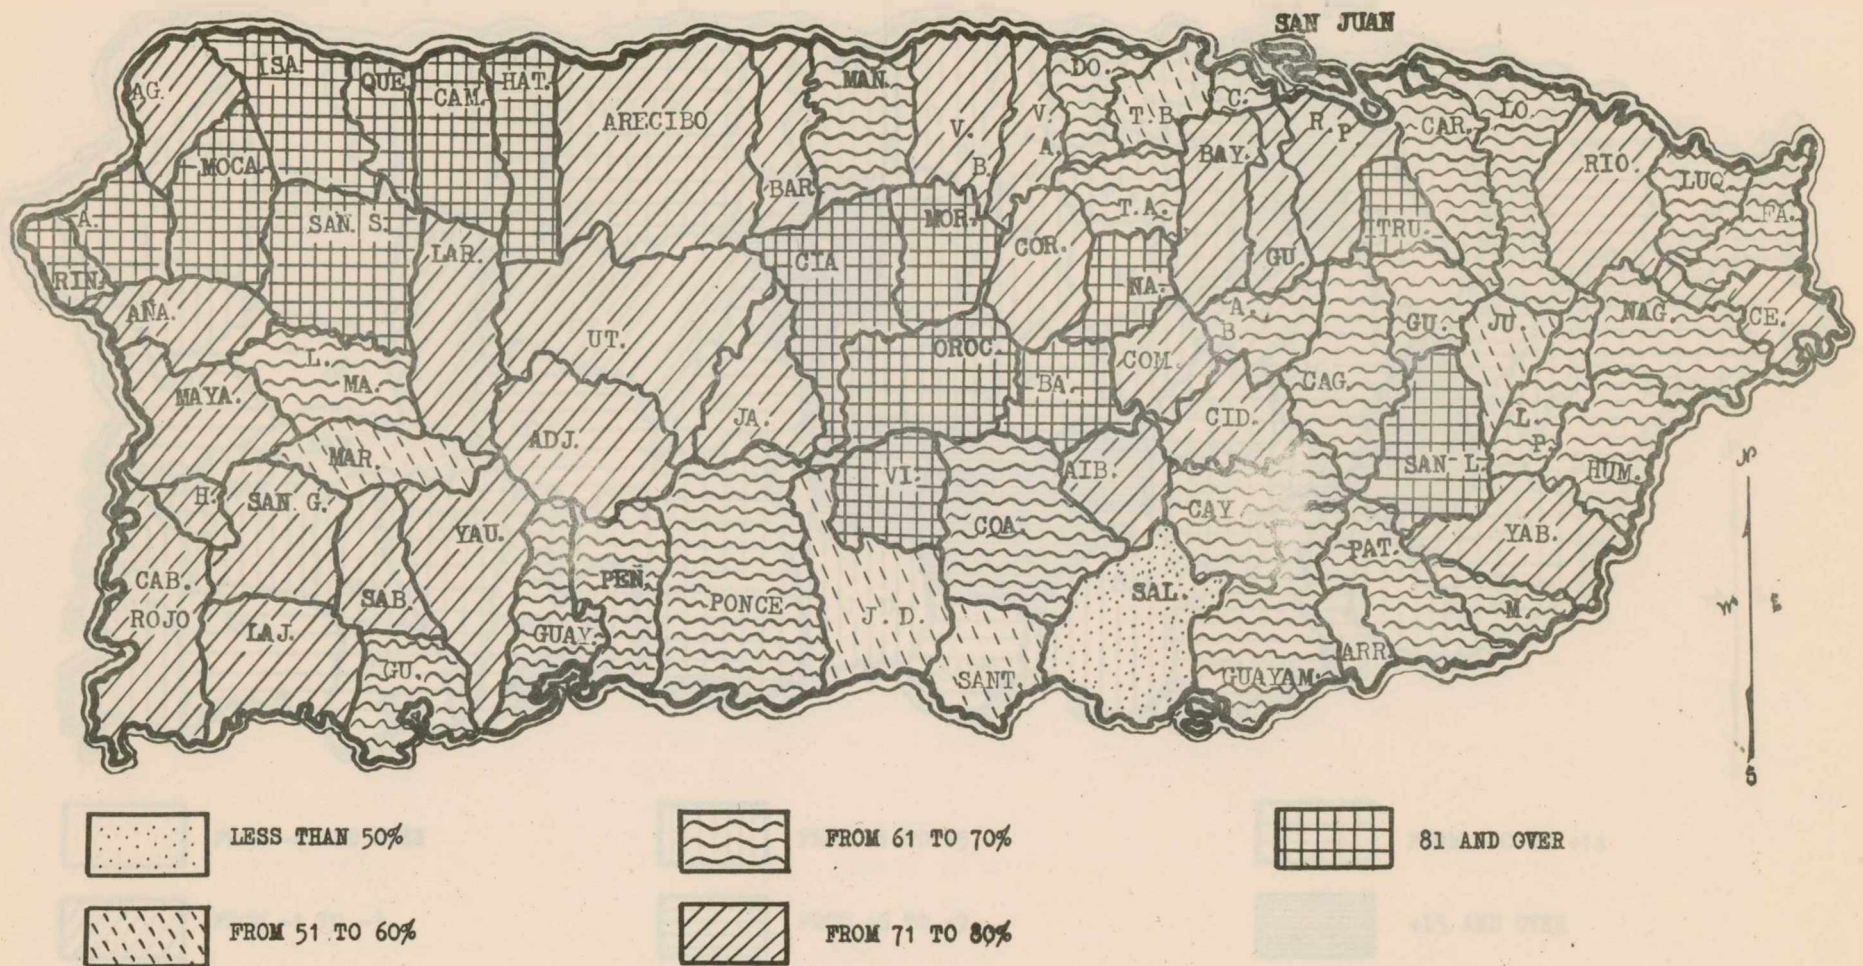 SAN JUAN
AG.
ISA.
QUE.
CAM.
HAT.
ARECIBO
BAR.
MAN.
V. B.
V. A.
DO.
T.B.
C.
BAY.
R. P.
CAR.
LO.
RIO.
LUQ.
FA.
MOCA.
A.
RIN.
SAN S.
LAR.
CIA
MOR.
COR.
T.A.
NA.
GU.
TRU.
AÑA.
UT.
OROC.
A. B.
GU.
JU.
NAG.
CE.
L. MA.
MAYA.
ADJ.
JA.
BA.
COM.
CID.
CAG.
L. P.
MAR.
H.
SAN G.
YAU.
VI.
COA.
AIB.
CAY.
SAN L.
HUM.
YAB.
PAT.
CAB. ROJO
LAJ.
SAB.
GU.
GUAY.
PEÑ.
PONCE
J. D.
SANT.
SAL.
GUAYAM.
ARR.
M.
N
E
S
LESS THAN 50%
FROM 61 TO 70%
81 AND OVER
FROM 51 TO 60%
FROM 71 TO 80%